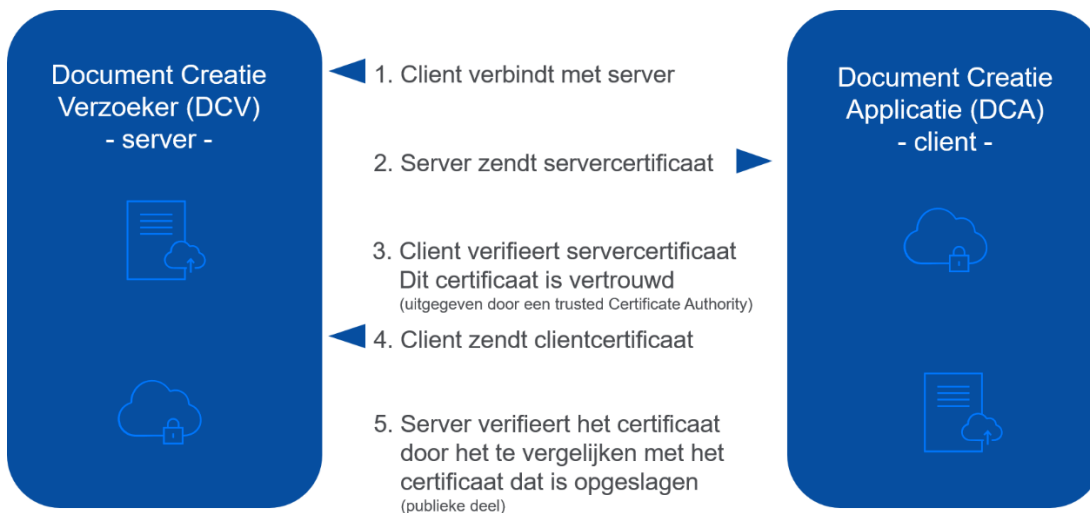 Document Creatie
Verzoeker (DCV)
- server -
1. Client verbindt met server
2. Server zendt servercertificaat
3. Client verifieert servercertificaat
Dit certificaat is vertrouwd
(uitgegeven door een trusted Certificate Authority)
4. Client zendt clientcertificaat
5. Server verifieert het certificaat
door het te vergelijken met het
certificaat dat is opgeslagen
(publieke deel)
Document Creatie
Applicatie (DCA)
- client -